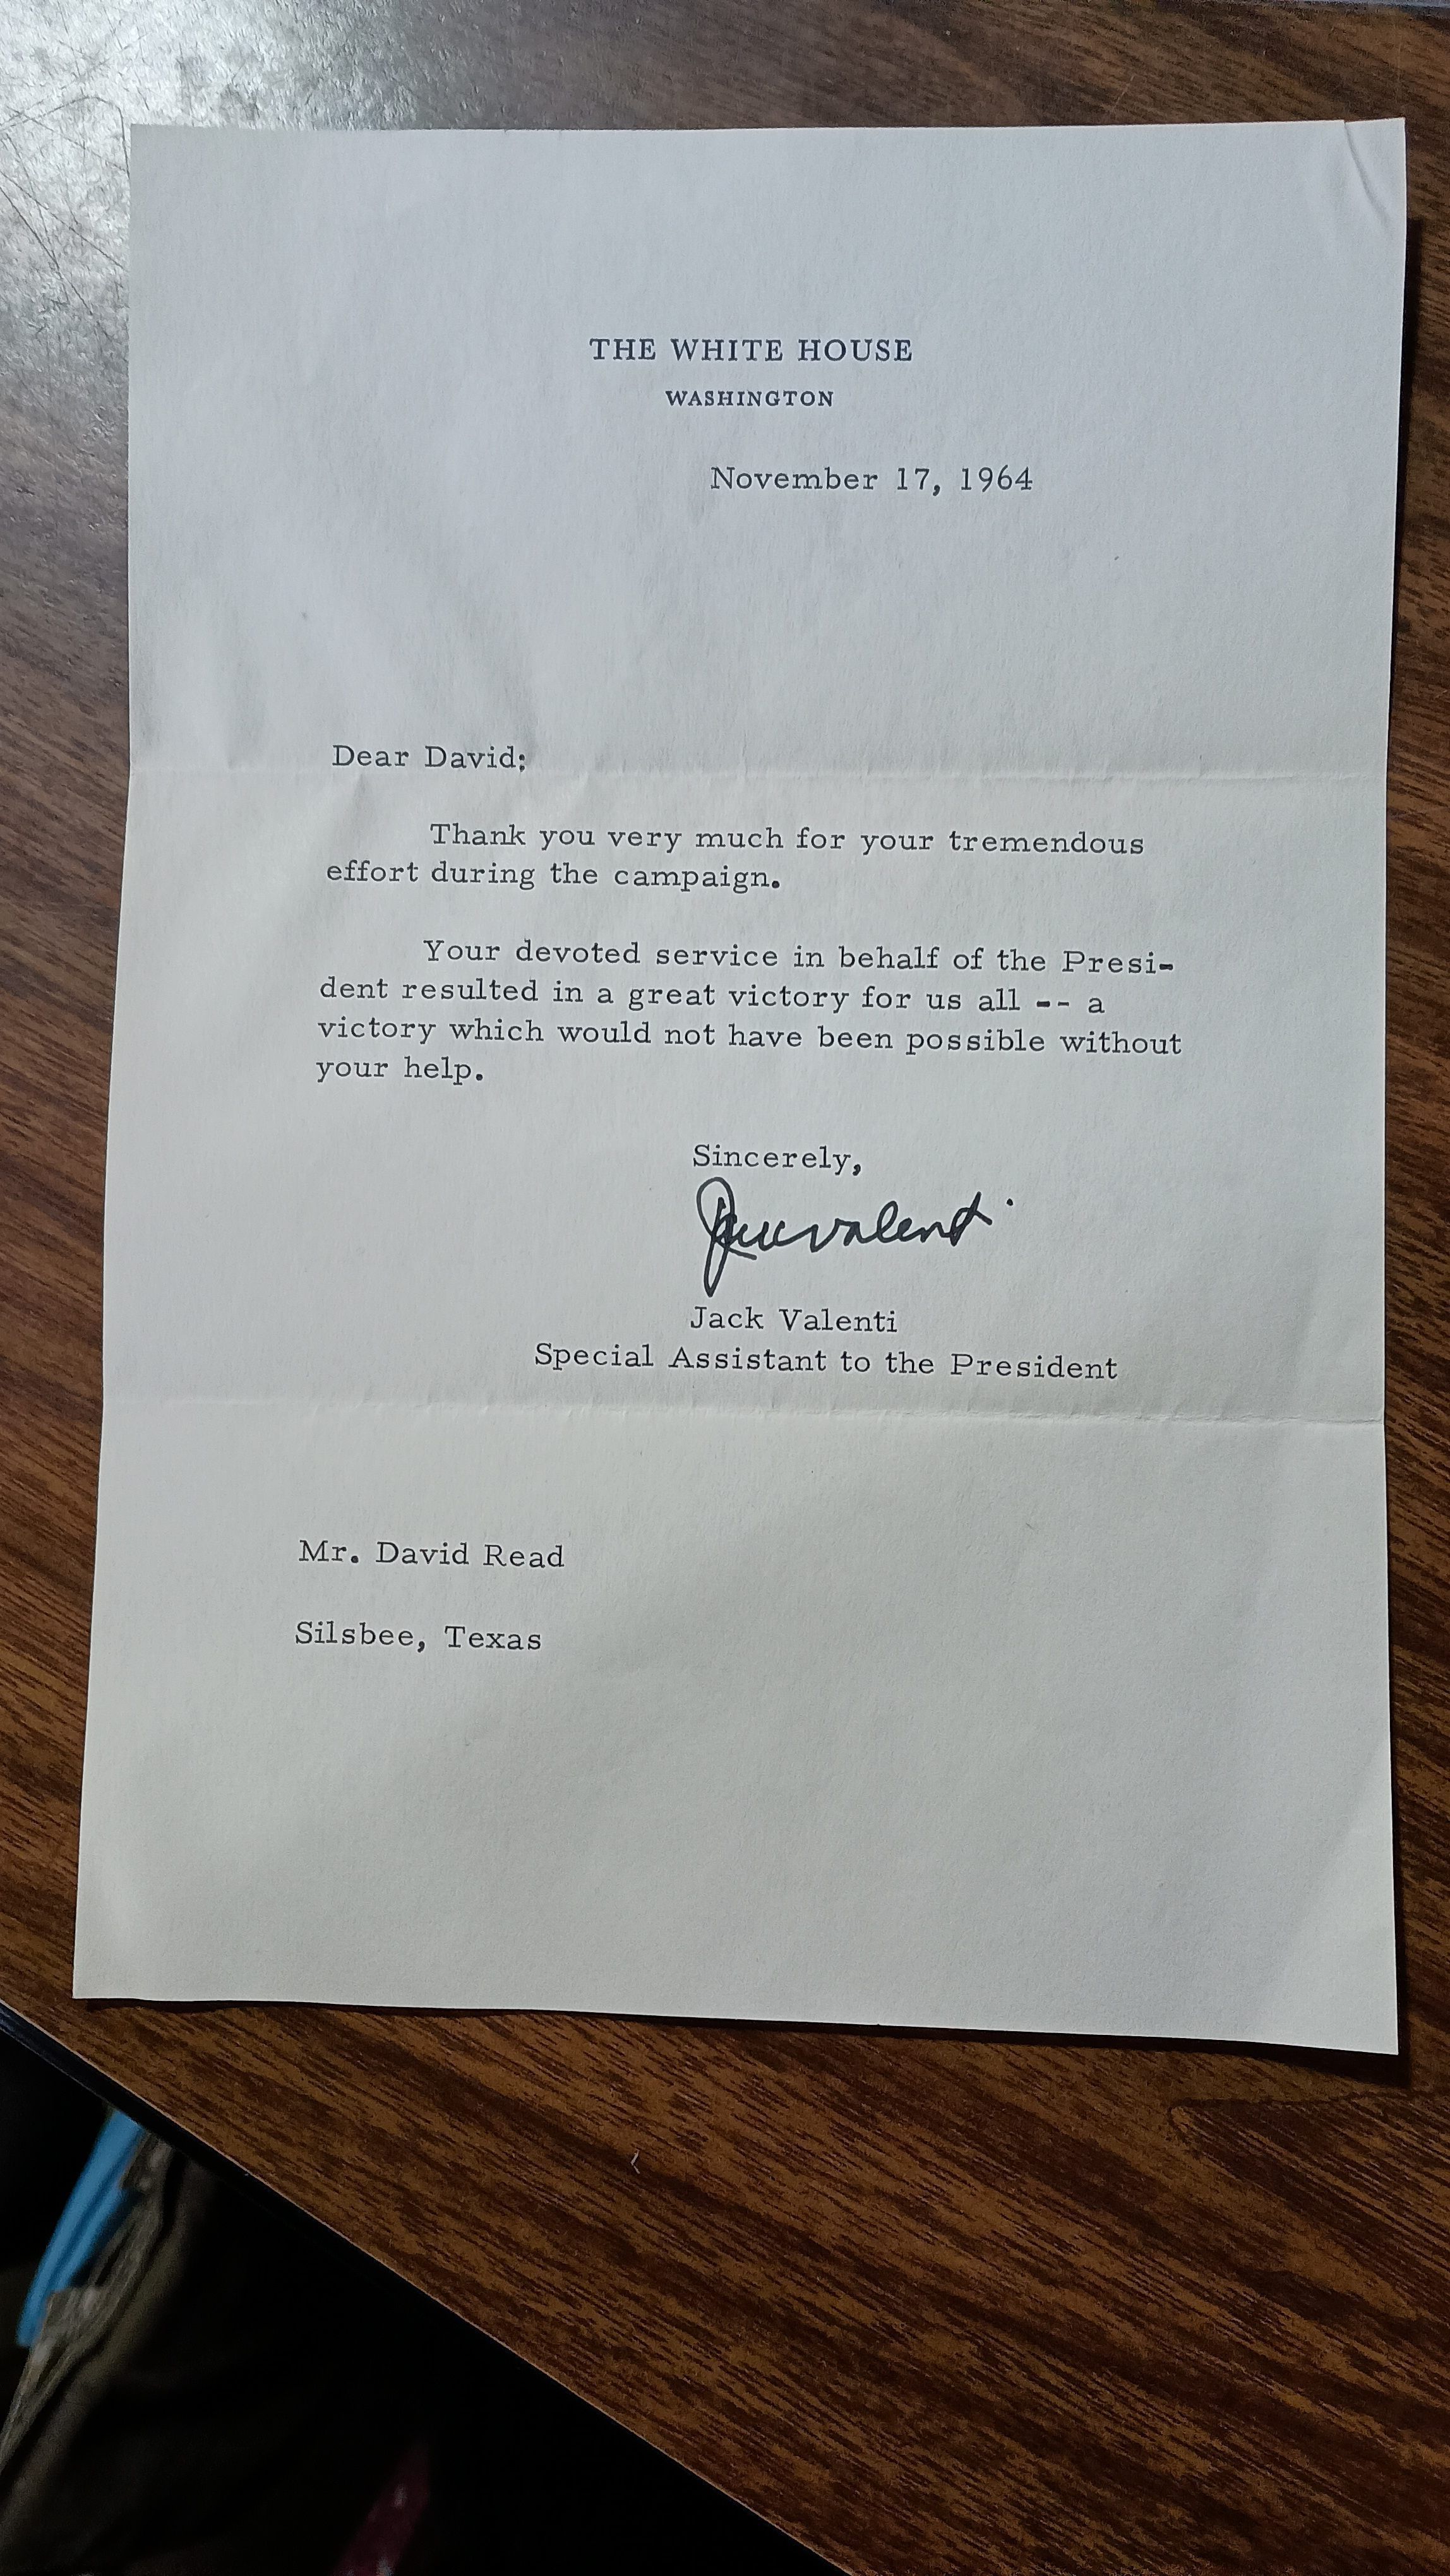 THE WHITE HOUSE
WASHINGTON
November 17, 1964
Dear David:
Thank you very much for your tremendous
effort during the campaign.
Your devoted service in behalf of the Presi-
dent resulted in a great victory for us all -- a
victory which would not have been possible without
your help.
Sincerely,
Jack Valenti
Jack Valenti
Special Assistant to the President
Mr. David Read
Silsbee, Texas